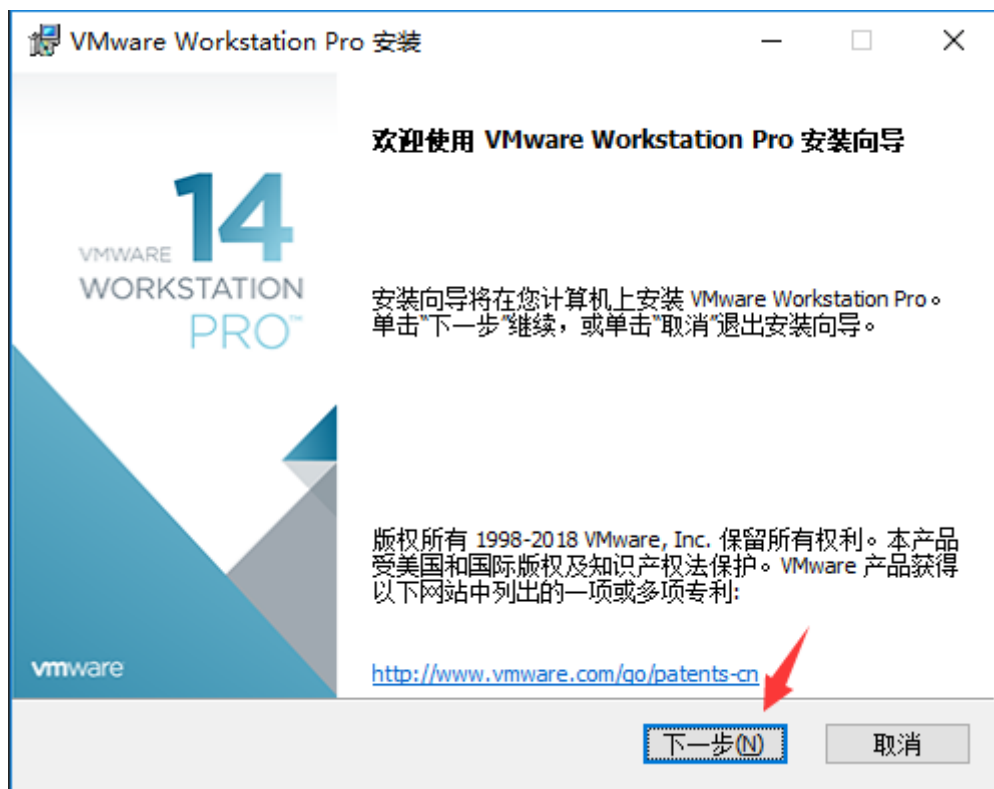 VMware Workstation Pro 安装
欢迎使用 VMware Workstation Pro 安装向导
14
VMWARE
WORKSTATION
PRO™
安装向导将在您计算机上安装 VMware Workstation Pro。
单击"下一步"继续，或单击"取消"退出安装向导。
版权所有 1998-2018 VMware, Inc. 保留所有权利。本产品
受美国和国际版权及知识产权法保护。VMware 产品获得
以下网站中列出的一项或多项专利:
http://www.vmware.com/go/patents-cn
vmware
下一步(N)
取消